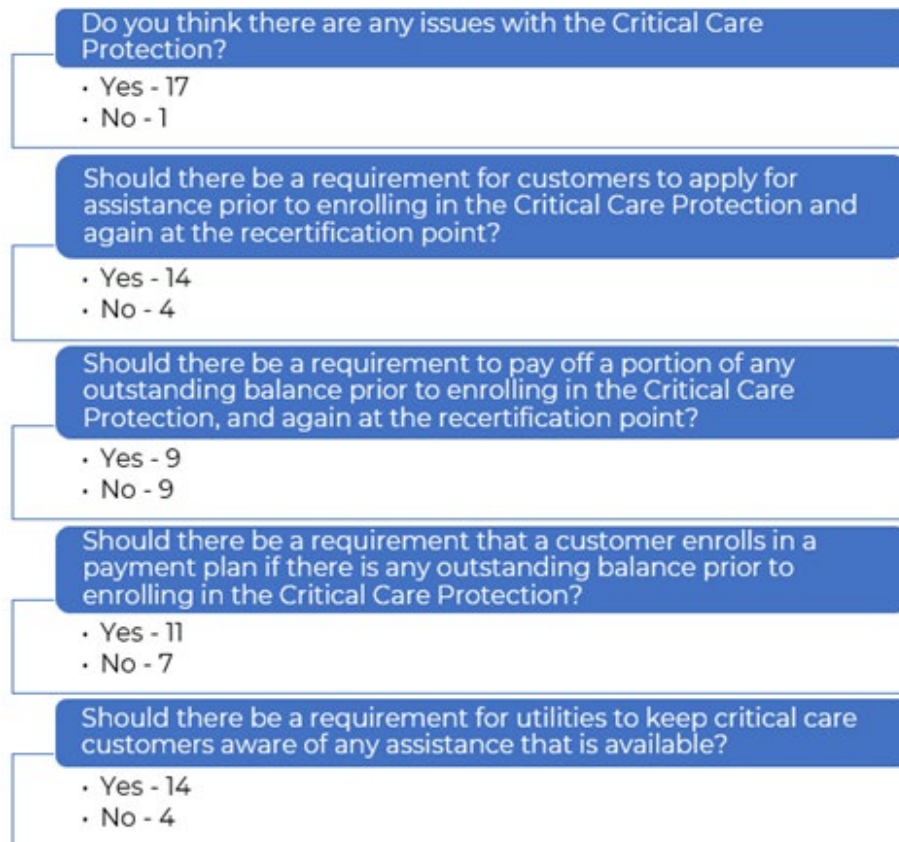 Do you think there are any issues with the Critical Care
Protection?
• Yes - 17
• No - 1
Should there be a requirement for customers to apply for
assistance prior to enrolling in the Critical Care Protection and
again at the recertification point?
• Yes - 14
• No - 4
Should there be a requirement to pay off a portion of any
outstanding balance prior to enrolling in the Critical Care
Protection, and again at the recertification point?
• Yes - 9
• No - 9
Should there be a requirement that a customer enrolls in a
payment plan if there is any outstanding balance prior to
enrolling in the Critical Care Protection?
• Yes - 11
• No - 7
Should there be a requirement for utilities to keep critical care
customers aware of any assistance that is available?
• Yes - 14
• No - 4